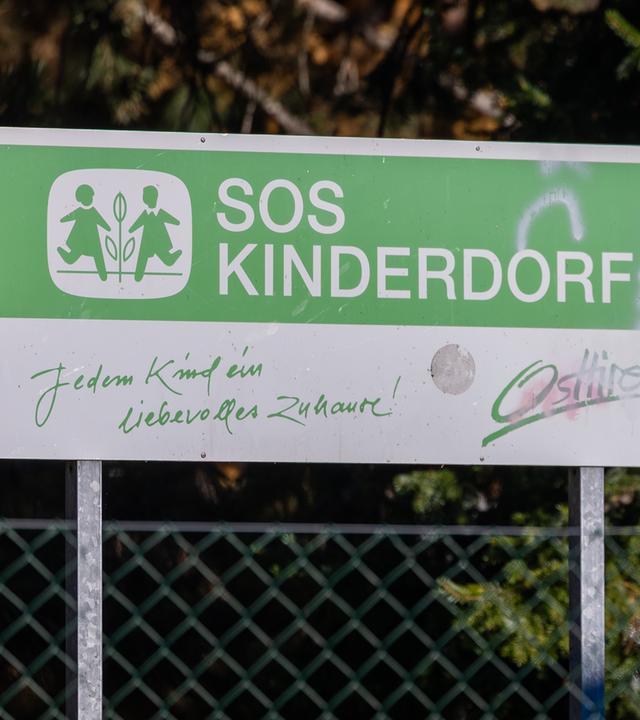 SOS
KINDERDORF
Jedem Kind ein
liebevolles Zuhause!